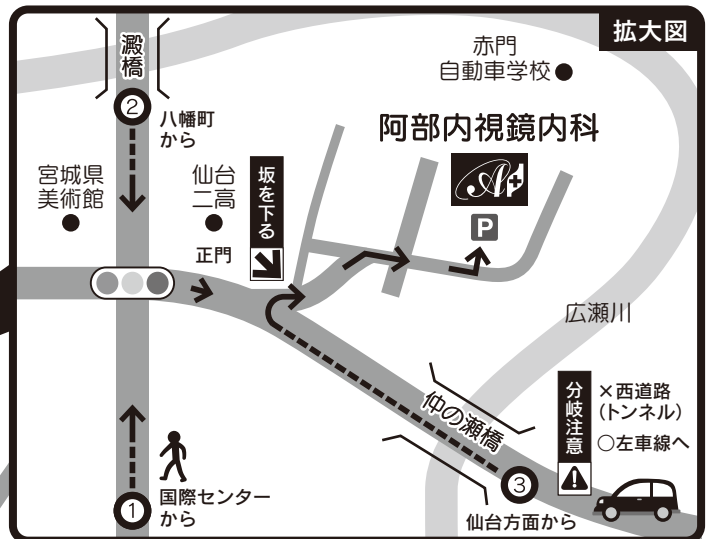 拡大図
澱橋
②
八幡町
から
赤門
自動車学校
阿部内視鏡内科
A
P
宮城県
美術館
仙台
二高
正門
坂を下る
広瀬川
仲の瀬橋
分岐注意
×西道路
(トンネル)
○左車線へ
③
仙台方面から
①
国際センター
から